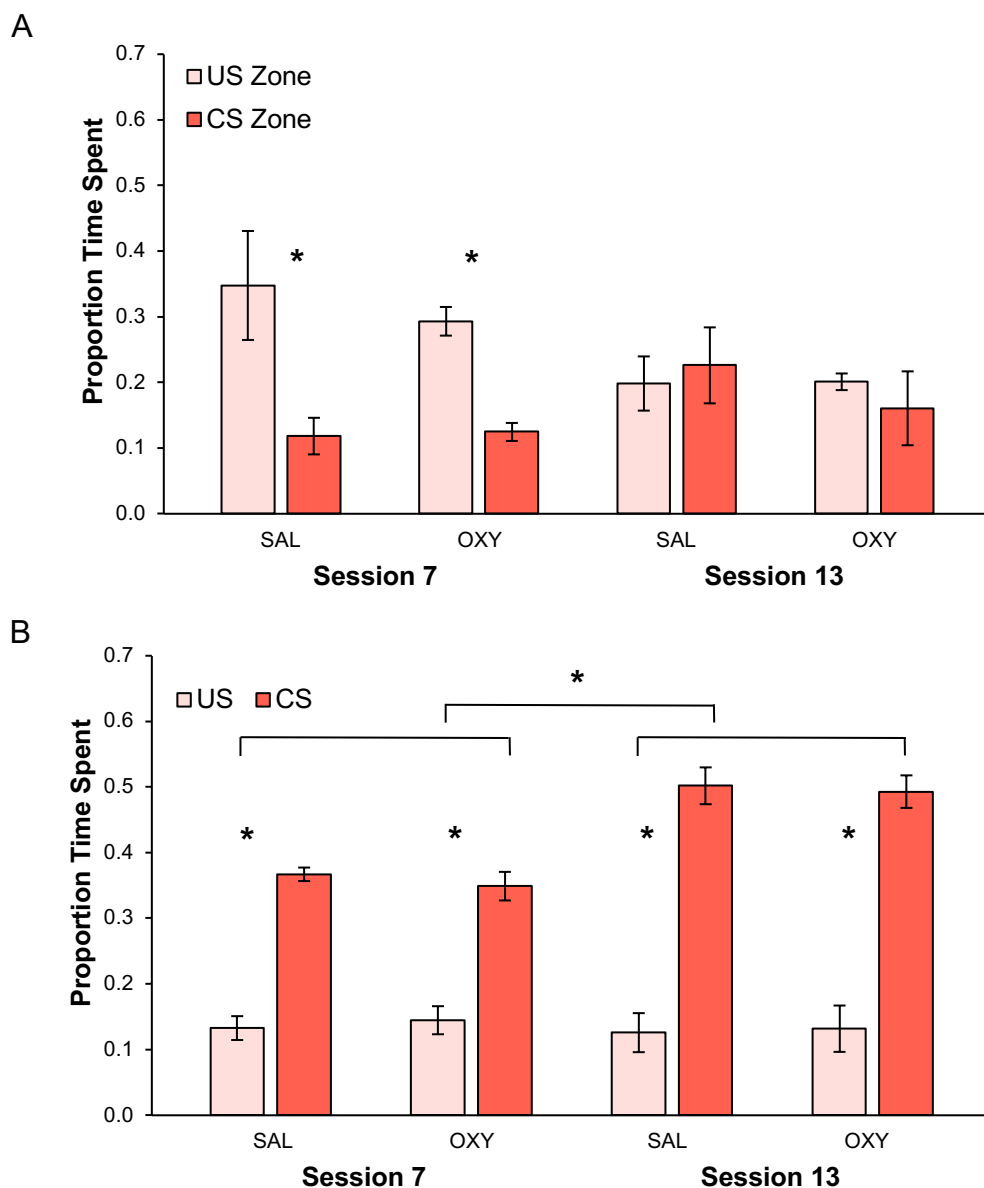 A
Proportion Time Spent
0.7
0.6
0.5
0.4
0.3
0.2
0.1
0.0
US Zone
CS Zone
*
*
SAL
OXY
SAL
OXY
Session 7
Session 13
B
Proportion Time Spent
0.7
0.6
0.5
0.4
0.3
0.2
0.1
0.0
US CS
*
*
*
*
*
SAL
OXY
SAL
OXY
Session 7
Session 13